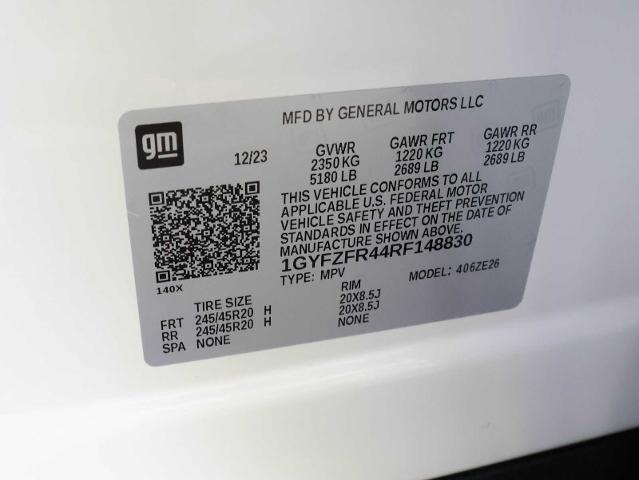 MFD BY GENERAL MOTORS LLC
gm
12/23
GVWR GAWR FRT GAWR RR
2350 KG 1220 KG 1220 KG
5180 LB 2689 LB 2689 LB
THIS VEHICLE CONFORMS TO ALL
APPLICABLE U.S. FEDERAL MOTOR
VEHICLE SAFETY AND THEFT PREVENTION
STANDARDS IN EFFECT ON THE DATE OF
MANUFACTURE SHOWN ABOVE.
1GYFZFR44RF148830
TYPE: MPV MODEL: 406ZE26
140X
TIRE SIZE RIM
FRT 245/45R20 H 20X8.5J
RR 245/45R20 H 20X8.5J
SPA NONE NONE